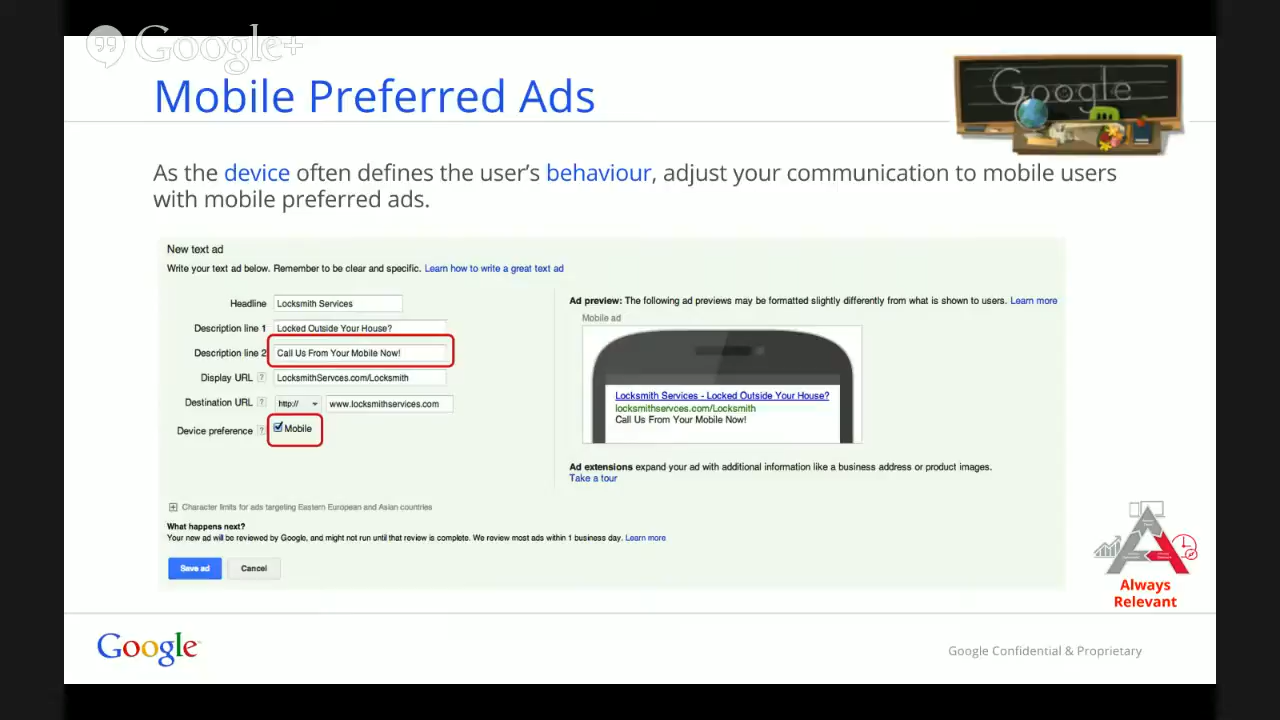 Google+
Mobile Preferred Ads
Google
As the device often defines the user's behaviour, adjust your communication to mobile users
with mobile preferred ads.
New text ad
Write your text ad below. Remember to be clear and specific. Learn how to write a great text ad
Headline Locksmith Services
Description line 1 Locked Outside Your House?
Description line 2 Call Us From Your Mobile Now!
Display URL ? LocksmithServces.com/Locksmith
Destination URL ? http:// www.locksmithservces.com
Device preference ? Mobile
Ad preview: The following ad previews may be formatted slightly differently from what is shown to users. Learn more
Mobile ad
Locksmith Services - Locked Outside Your House?
locksmithservces.com/Locksmith
Call Us From Your Mobile Now!
Ad extensions expand your ad with additional information like a business address or product images.
Take a tour
Character limits for ads targeting Eastern European and Asian countries
What happens next?
Your new ad will be reviewed by Google, and might not run until that review is complete. We review most ads within 1 business day. Learn more
Save ad Cancel
Always
Relevant
Google
Google Confidential & Proprietary